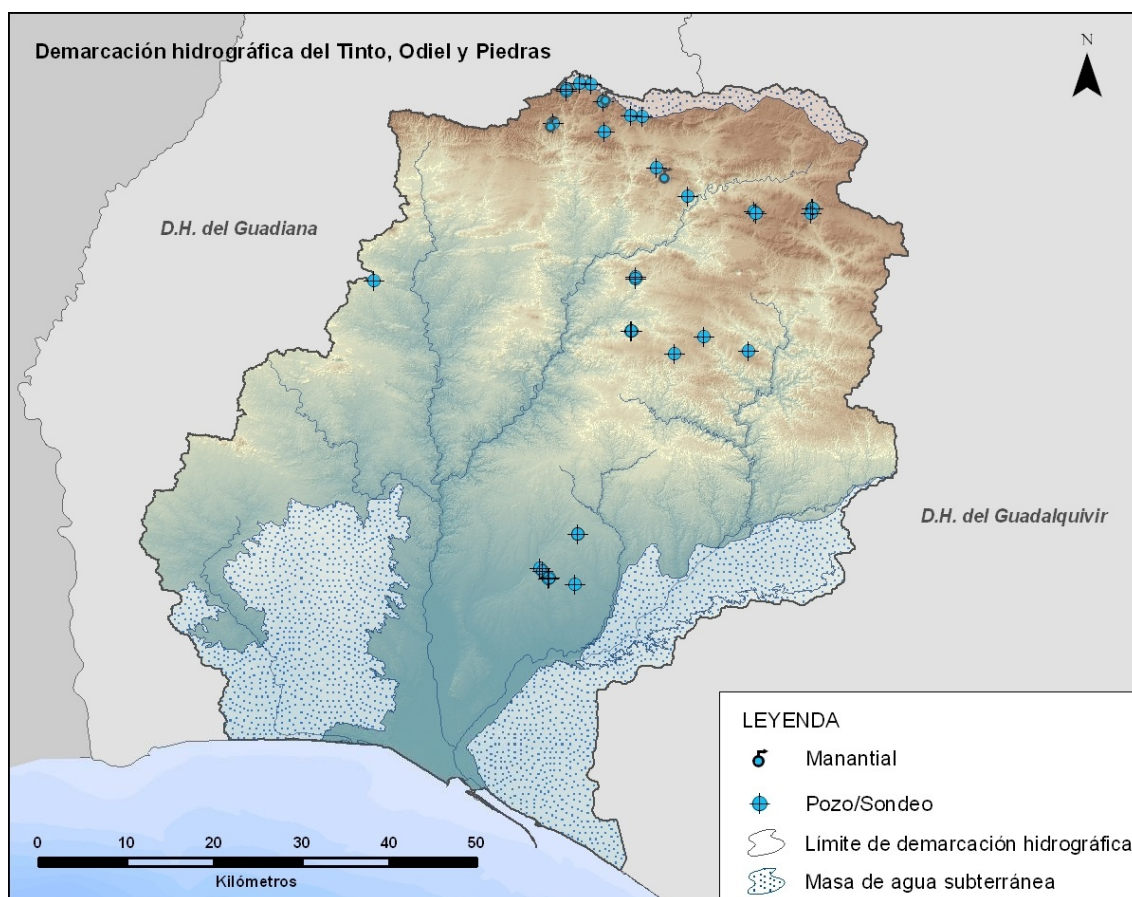 Demarcación hidrográfica del Tinto, Odiel y Piedras
N
D.H. del Guadiana
D.H. del Guadalquivir
LEYENDA
Manantial
Pozo/Sondeo
Límite de demarcación hidrográfica
Masa de agua subterránea
0 10 20 30 40 50
Kilómetros